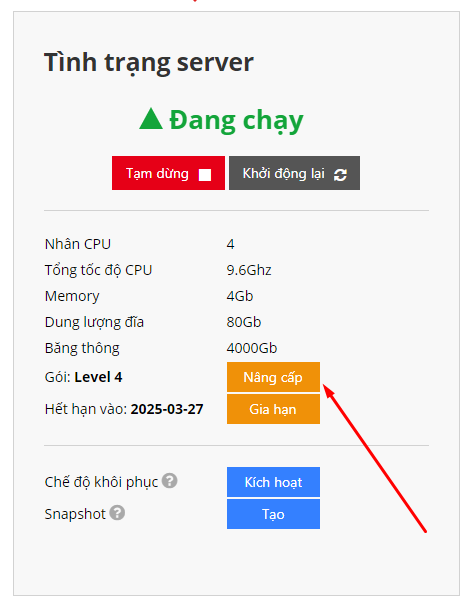 Tình trạng server
Đang chạy
Tạm dừng Khởi động lại
Nhân CPU 4
Tổng tốc độ CPU 9.6Ghz
Memory 4Gb
Dung lượng đĩa 80Gb
Băng thông 4000Gb
Gói: Level 4 Nâng cấp
Hết hạn vào: 2025-03-27 Gia hạn
Chế độ khôi phục ? Kích hoạt
Snapshot ? Tạo